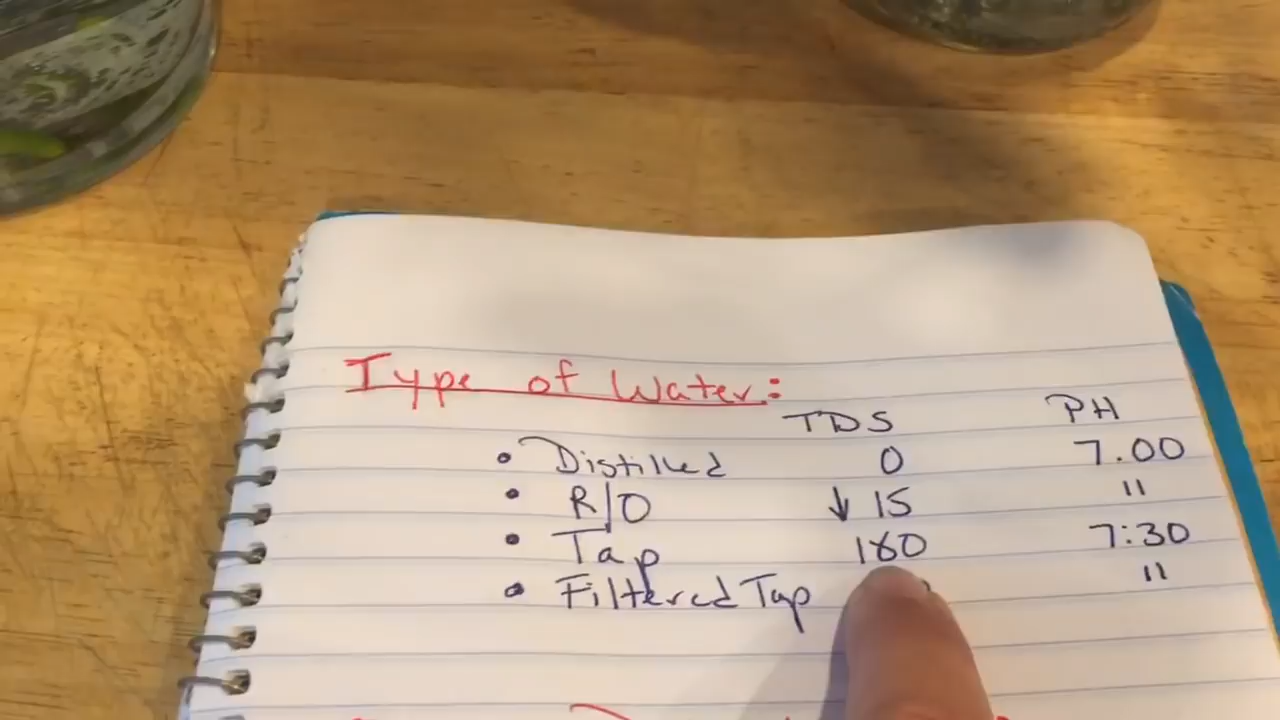 Type of Water:
TDS PH
• Distilled 0 7.00
• R/O ↓ 15 "
• Tap 180 7:30
• Filtered Tap "